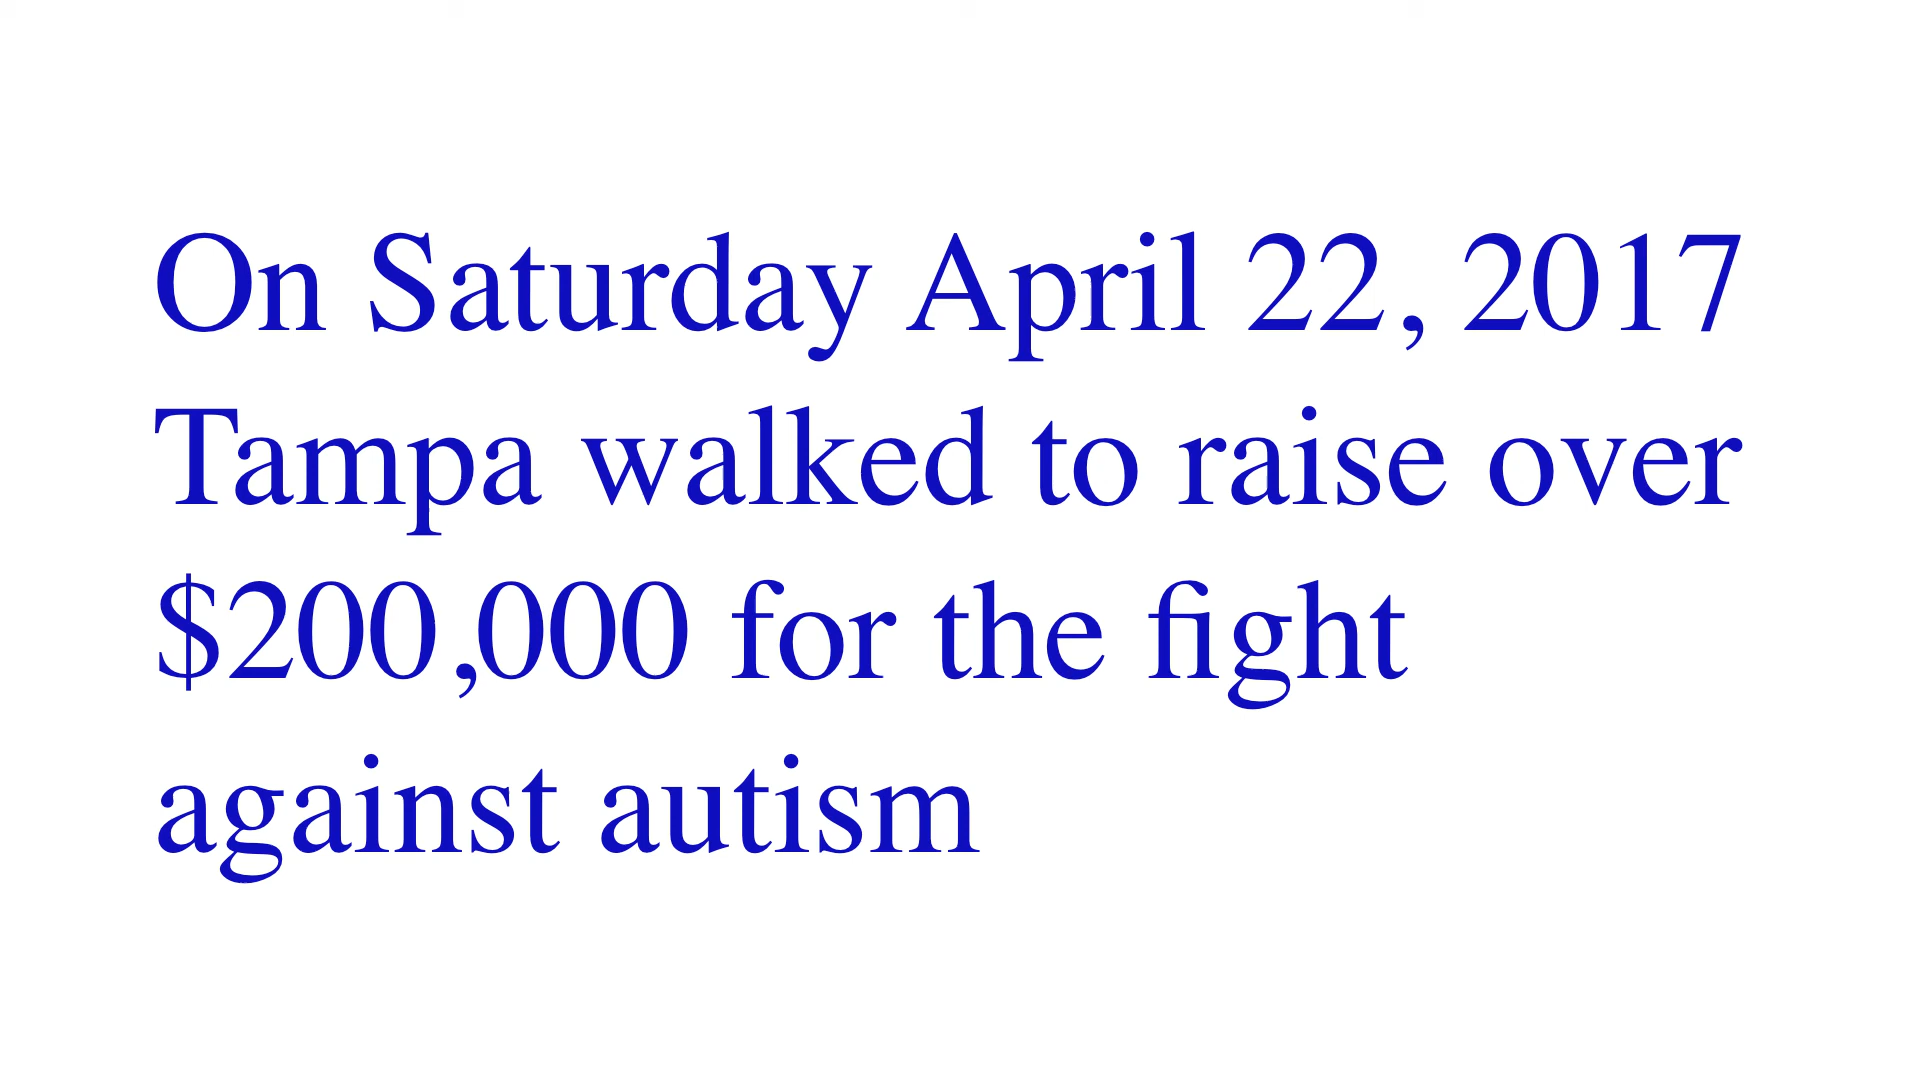 On Saturday April 22, 2017
Tampa walked to raise over
$200,000 for the fight
against autism